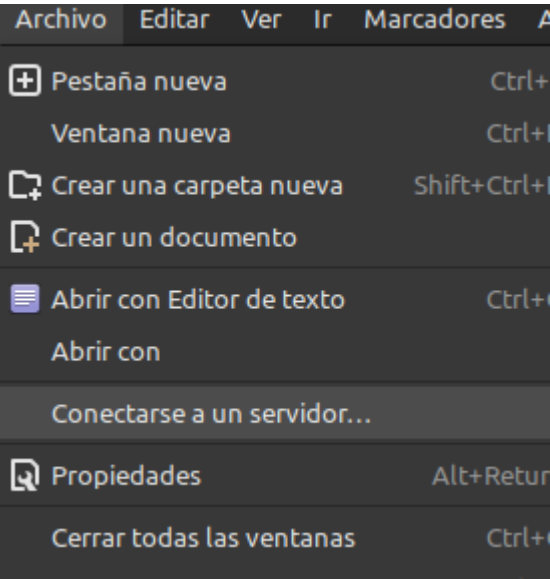 Archivo Editar Ver Ir Marcadores A
Pestaña nueva Ctrl+
Ventana nueva Ctrl+
Crear una carpeta nueva Shift+Ctrl+
Crear un documento
Abrir con Editor de texto Ctrl+
Abrir con
Conectarse a un servidor...
Propiedades Alt+Retur
Cerrar todas las ventanas Ctrl+